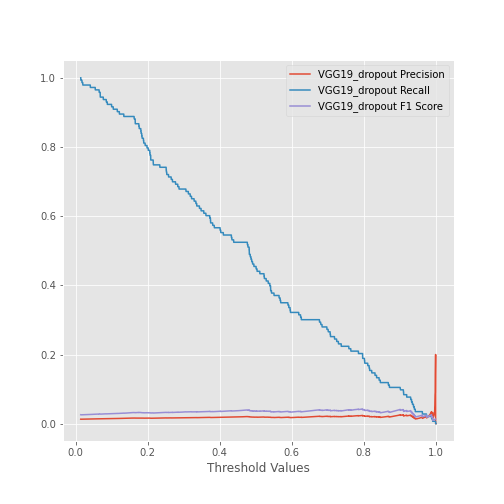 VGG19_dropout Precision
VGG19_dropout Recall
VGG19_dropout F1 Score
1.0
0.8
0.6
0.4
0.2
0.0
0.0 0.2 0.4 0.6 0.8 1.0
Threshold Values